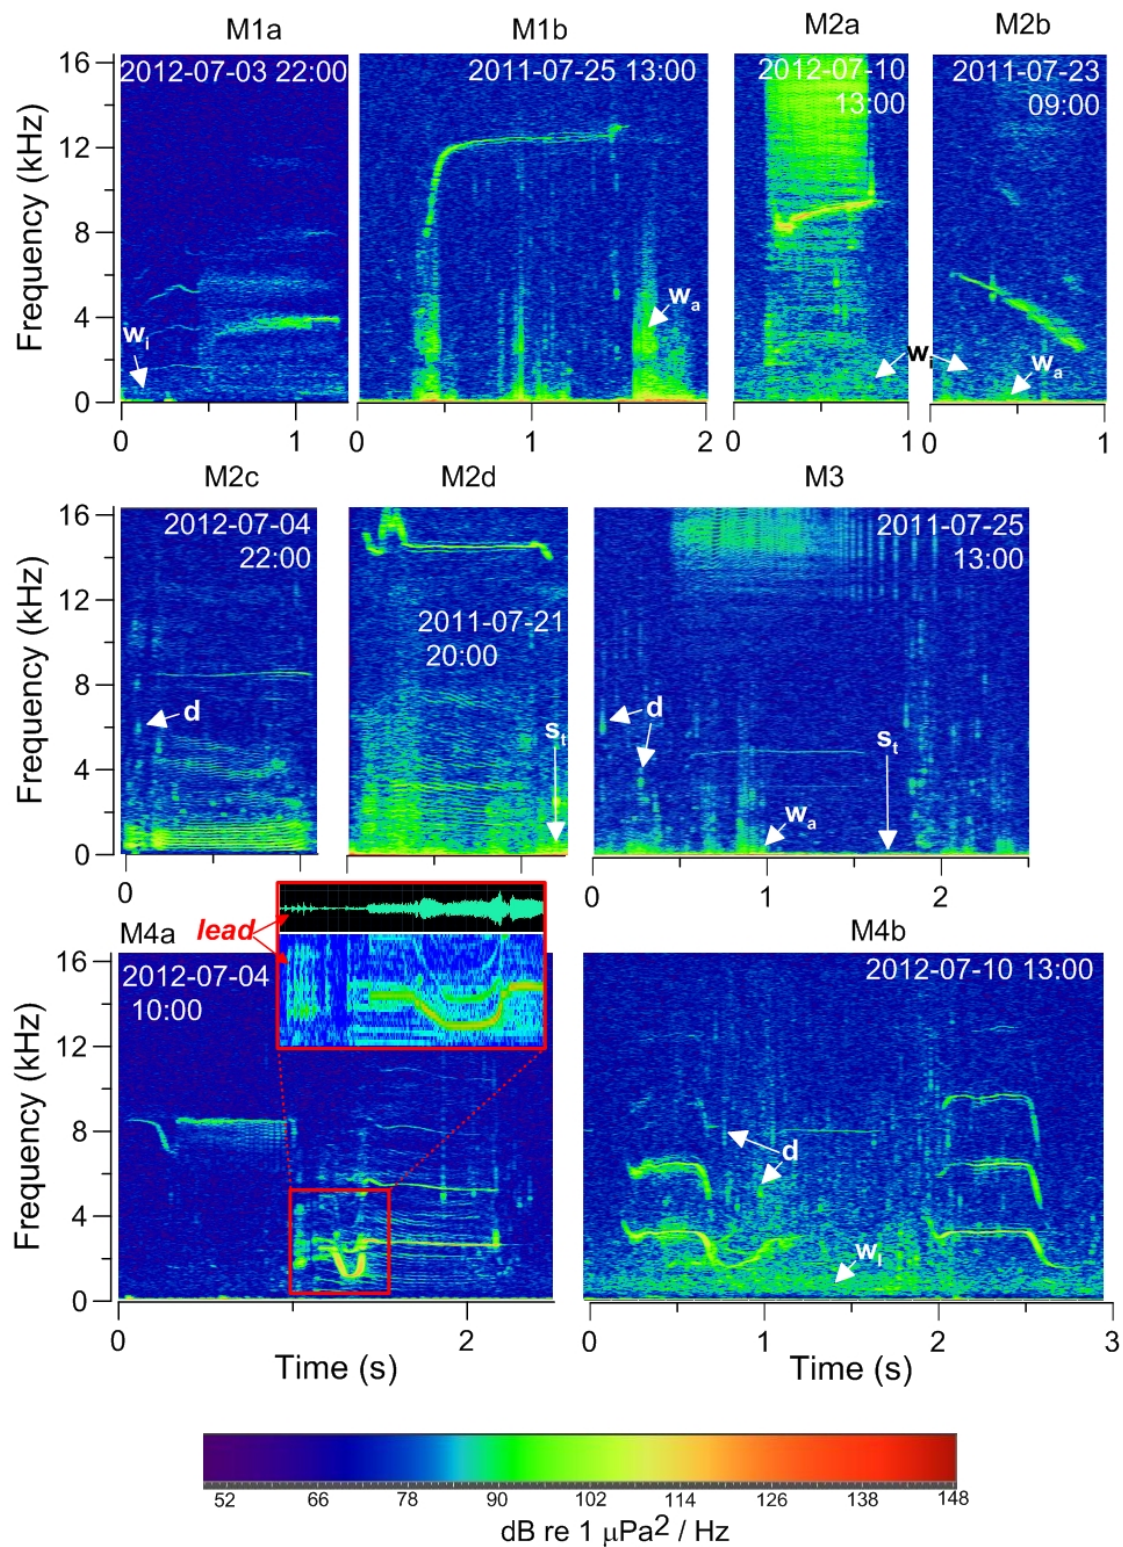 M1a
M1b
M2a
M2b
2012-07-03 22:00
2011-07-25 13:00
2012-07-10
13:00
2011-07-23
09:00
Frequency (kHz)
16
12
8
4
0
wi
wa
wi
wa
0
1
0
1
2
0
1
0
1
M2c
M2d
M3
2012-07-04
22:00
2011-07-21
20:00
2011-07-25
13:00
Frequency (kHz)
16
12
8
4
0
d
st
d
st
wa
0
0
1
2
M4a
lead
M4b
2012-07-04
10:00
2012-07-10 13:00
Frequency (kHz)
16
12
8
4
0
d
wi
0
2
0
1
2
3
Time (s)
Time (s)
52
66
78
90
102
114
126
138
148
dB re 1 μPa2 / Hz